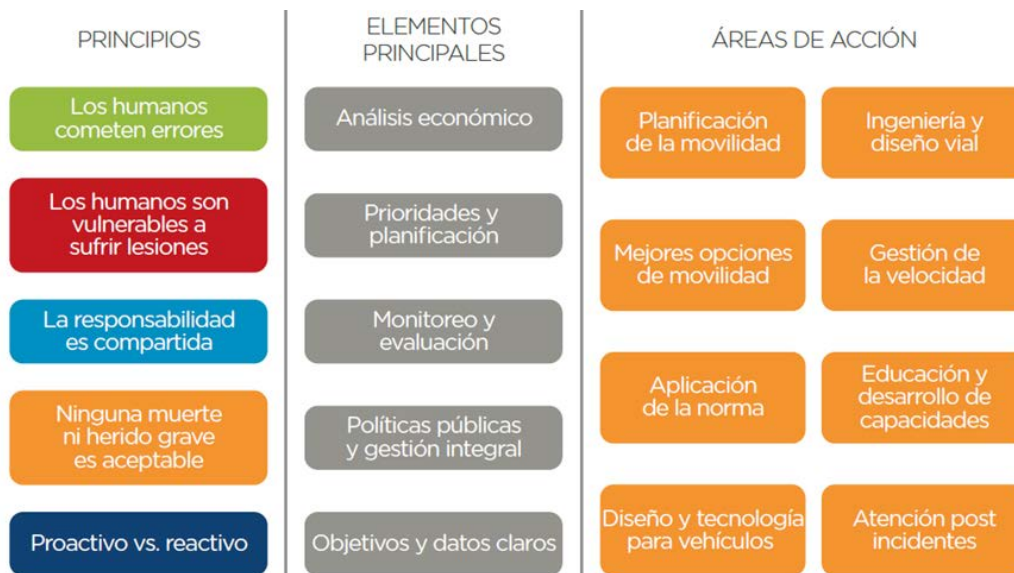 PRINCIPIOS
Los humanos
cometen errores
Los humanos son
vulnerables a
sufrir lesiones
La responsabilidad
es compartida
Ninguna muerte
ni herido grave
es aceptable
Proactivo vs. reactivo
ELEMENTOS
PRINCIPALES
Análisis económico
Prioridades y
planificación
Monitoreo y
evaluación
Políticas públicas
y gestión integral
Objetivos y datos claros
ÁREAS DE ACCIÓN
Planificación
de la movilidad
Ingeniería y
diseño vial
Mejores opciones
de movilidad
Gestión de
la velocidad
Aplicación
de la norma
Educación y
desarrollo de
capacidades
Diseño y tecnología
para vehículos
Atención post
incidentes